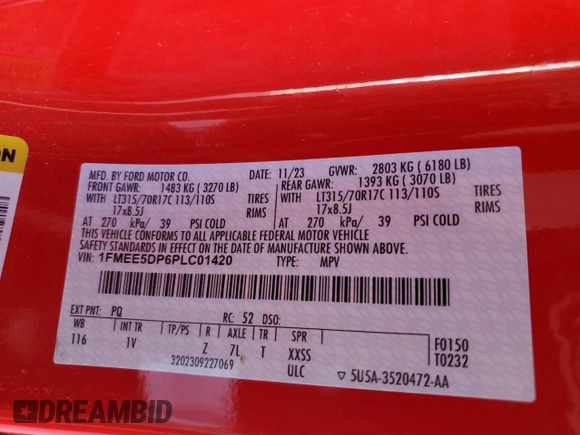 ON
MFD. BY FORD MOTOR CO.
DATE: 11/23 GVWR: 2803 KG ( 6180 LB)
FRONT GAWR: 1483 KG ( 3270 LB) REAR GAWR: 1393 KG ( 3070 LB)
LT315/70R17C 113/110S TIRES LT315/70R17C 113/110S TIRES
17x8.5J RIMS 17x8.5J RIMS
AT 270 kPa/ 39 PSI COLD AT 270 kPa/ 39 PSI COLD
THIS VEHICLE CONFORMS TO ALL APPLICABLE FEDERAL MOTOR VEHICLE
SAFETY STANDARDS IN EFFECT ON THE DATE OF MANUFACTURE SHOWN ABOVE.
VIN: 1FMEE5DP6PLC01420 TYPE: MPV
EXT PNT: PQ RC: 52 DSO:
WB INT TR TP/PS R AXLE TR SPR F0150
116 1V Z 7L T XXSS T0232
3202309227069 ULC ▽ 5U5A-3520472-AA
DREAMBID